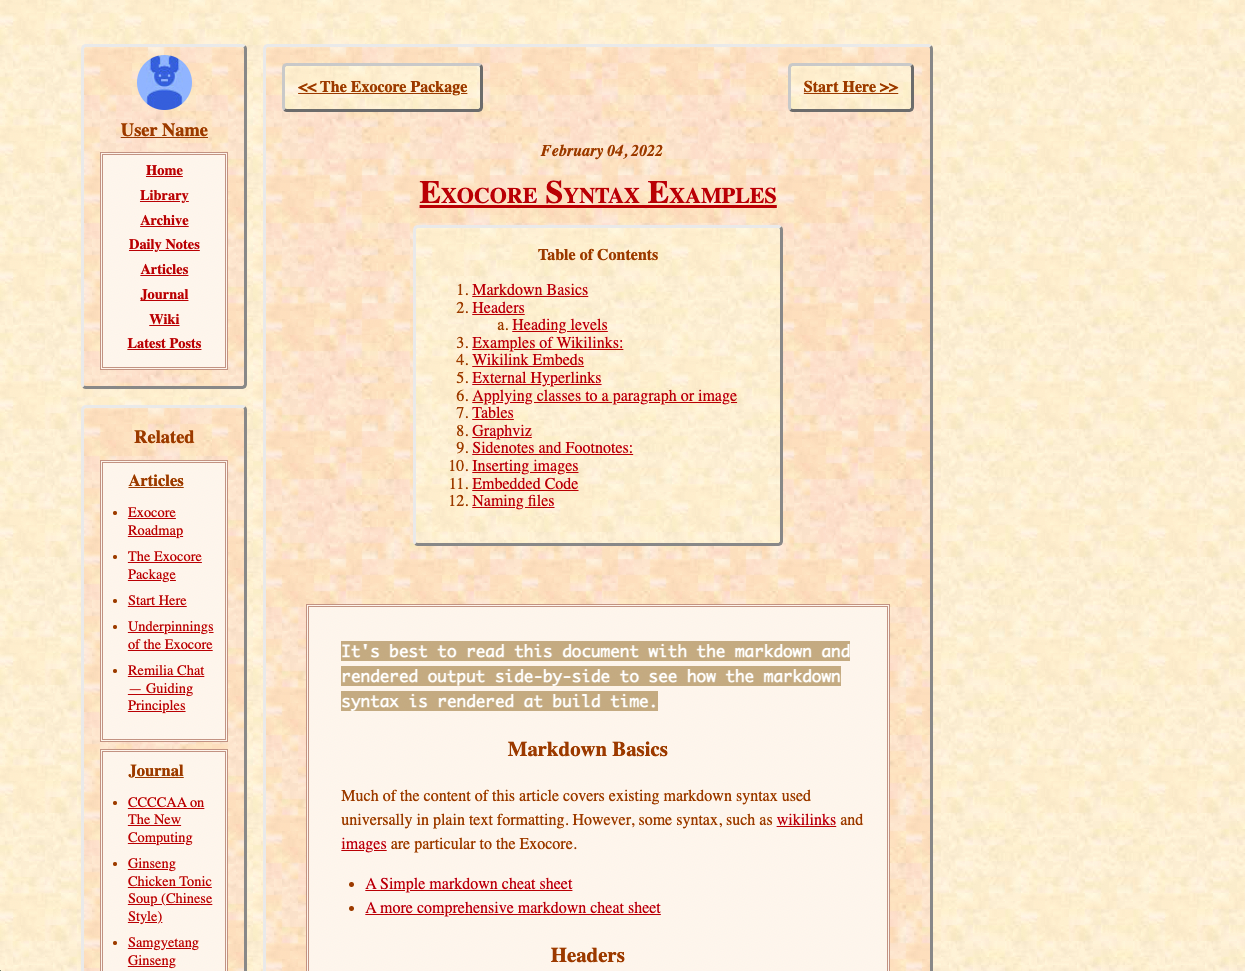 User Name
Home
Library
Archive
Daily Notes
Articles
Journal
Wiki
Latest Posts
Related
Articles
• Exocore
Roadmap
• The Exocore
Package
• Start Here
• Underpinnings
of the Exocore
• Remilia Chat
— Guiding
Principles
Journal
• CCCCAA on
The New
Computing
• Ginseng
Chicken Tonic
Soup (Chinese
Style)
• Samgyetang
Ginseng
<< The Exocore Package
Start Here >>
February 04, 2022
Exocore Syntax Examples
Table of Contents
1. Markdown Basics
2. Headers
a. Heading levels
3. Examples of Wikilinks:
4. Wikilink Embeds
5. External Hyperlinks
6. Applying classes to a paragraph or image
7. Tables
8. Graphviz
9. Sidenotes and Footnotes:
10. Inserting images
11. Embedded Code
12. Naming files
It's best to read this document with the markdown and
rendered output side-by-side to see how the markdown
syntax is rendered at build time.
Markdown Basics
Much of the content of this article covers existing markdown syntax used
universally in plain text formatting. However, some syntax, such as wikilinks and
images are particular to the Exocore.
• A Simple markdown cheat sheet
• A more comprehensive markdown cheat sheet
Headers